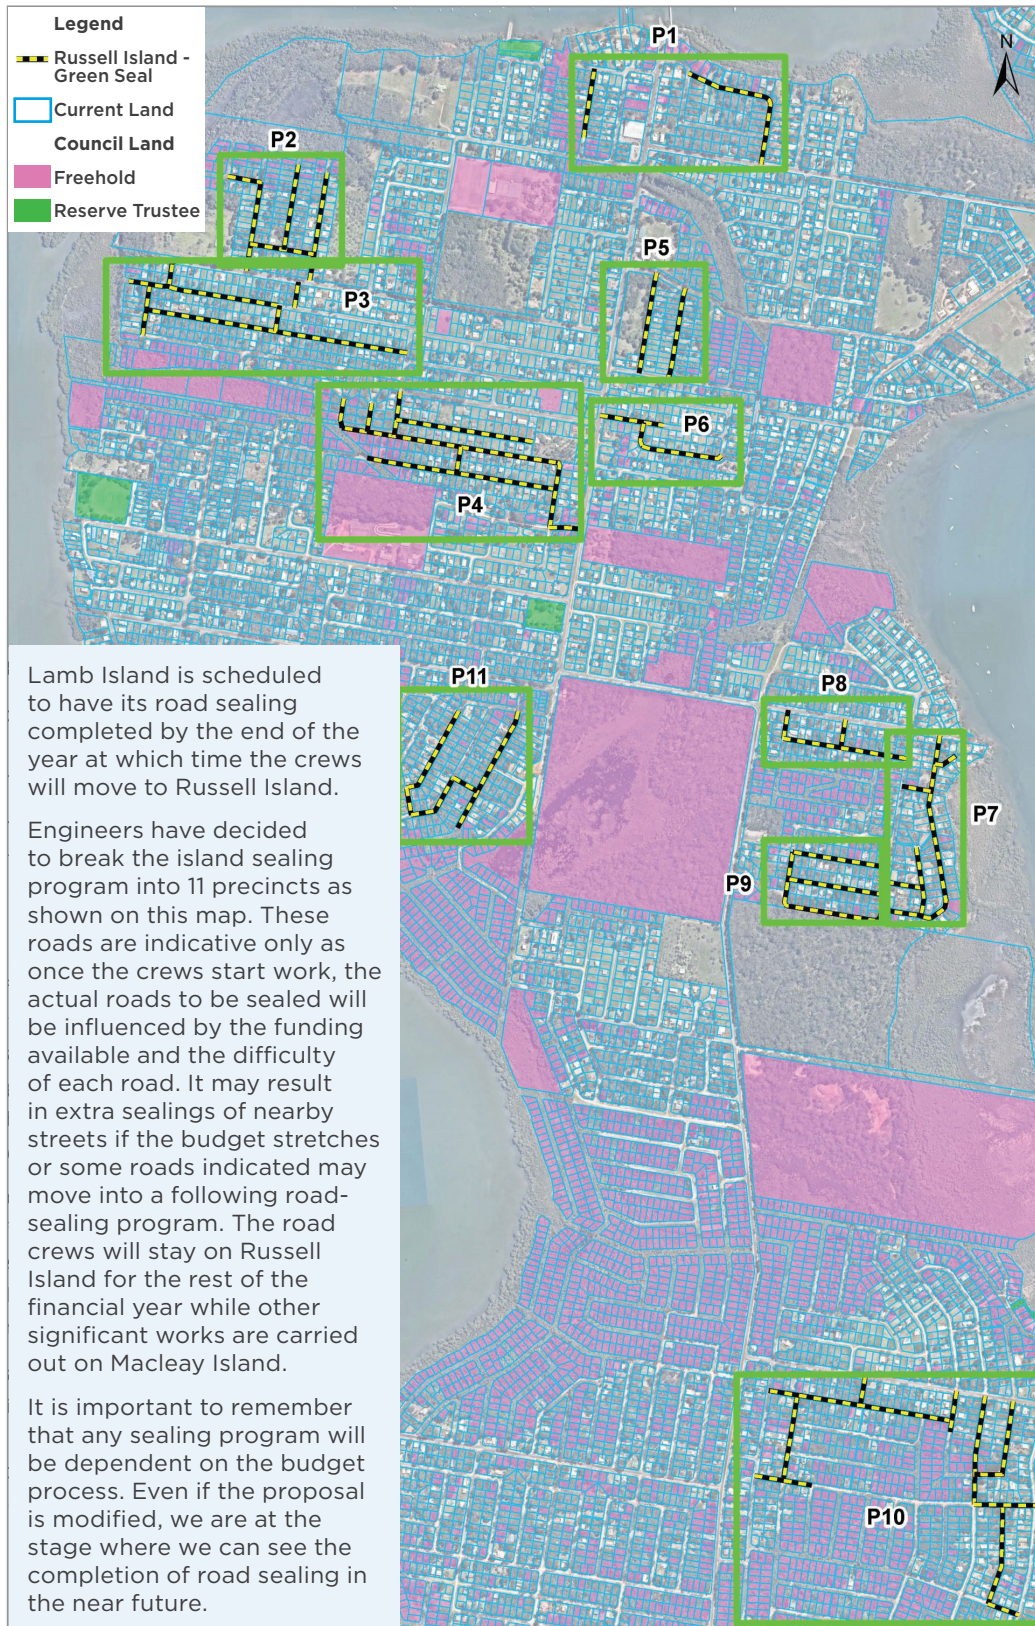 Legend
Russell Island -
Green Seal
Current Land
Council Land
Freehold
Reserve Trustee
N
P1
P2
P5
P3
P6
P4
P11
P8
P7
P9
P10
Lamb Island is scheduled
to have its road sealing
completed by the end of the
year at which time the crews
will move to Russell Island.
Engineers have decided
to break the island sealing
program into 11 precincts as
shown on this map. These
roads are indicative only as
once the crews start work, the
actual roads to be sealed will
be influenced by the funding
available and the difficulty
of each road. It may result
in extra sealings of nearby
streets if the budget stretches
or some roads indicated may
move into a following road-
sealing program. The road
crews will stay on Russell
Island for the rest of the
financial year while other
significant works are carried
out on Macleay Island.
It is important to remember
that any sealing program will
be dependent on the budget
process. Even if the proposal
is modified, we are at the
stage where we can see the
completion of road sealing in
the near future.